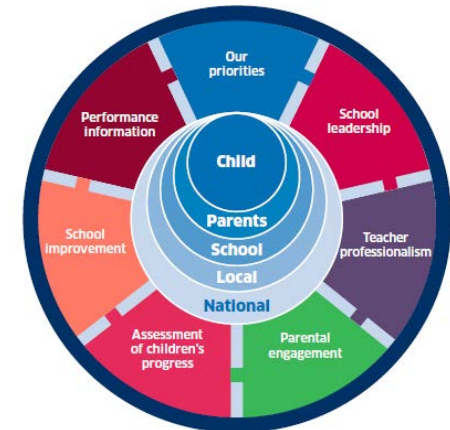 Our
priorities
School
leadership
Teacher
professionalism
Parental
engagement
Assessment
of children's
progress
School
improvement
Performance
information
Child
Parents
School
Local
National